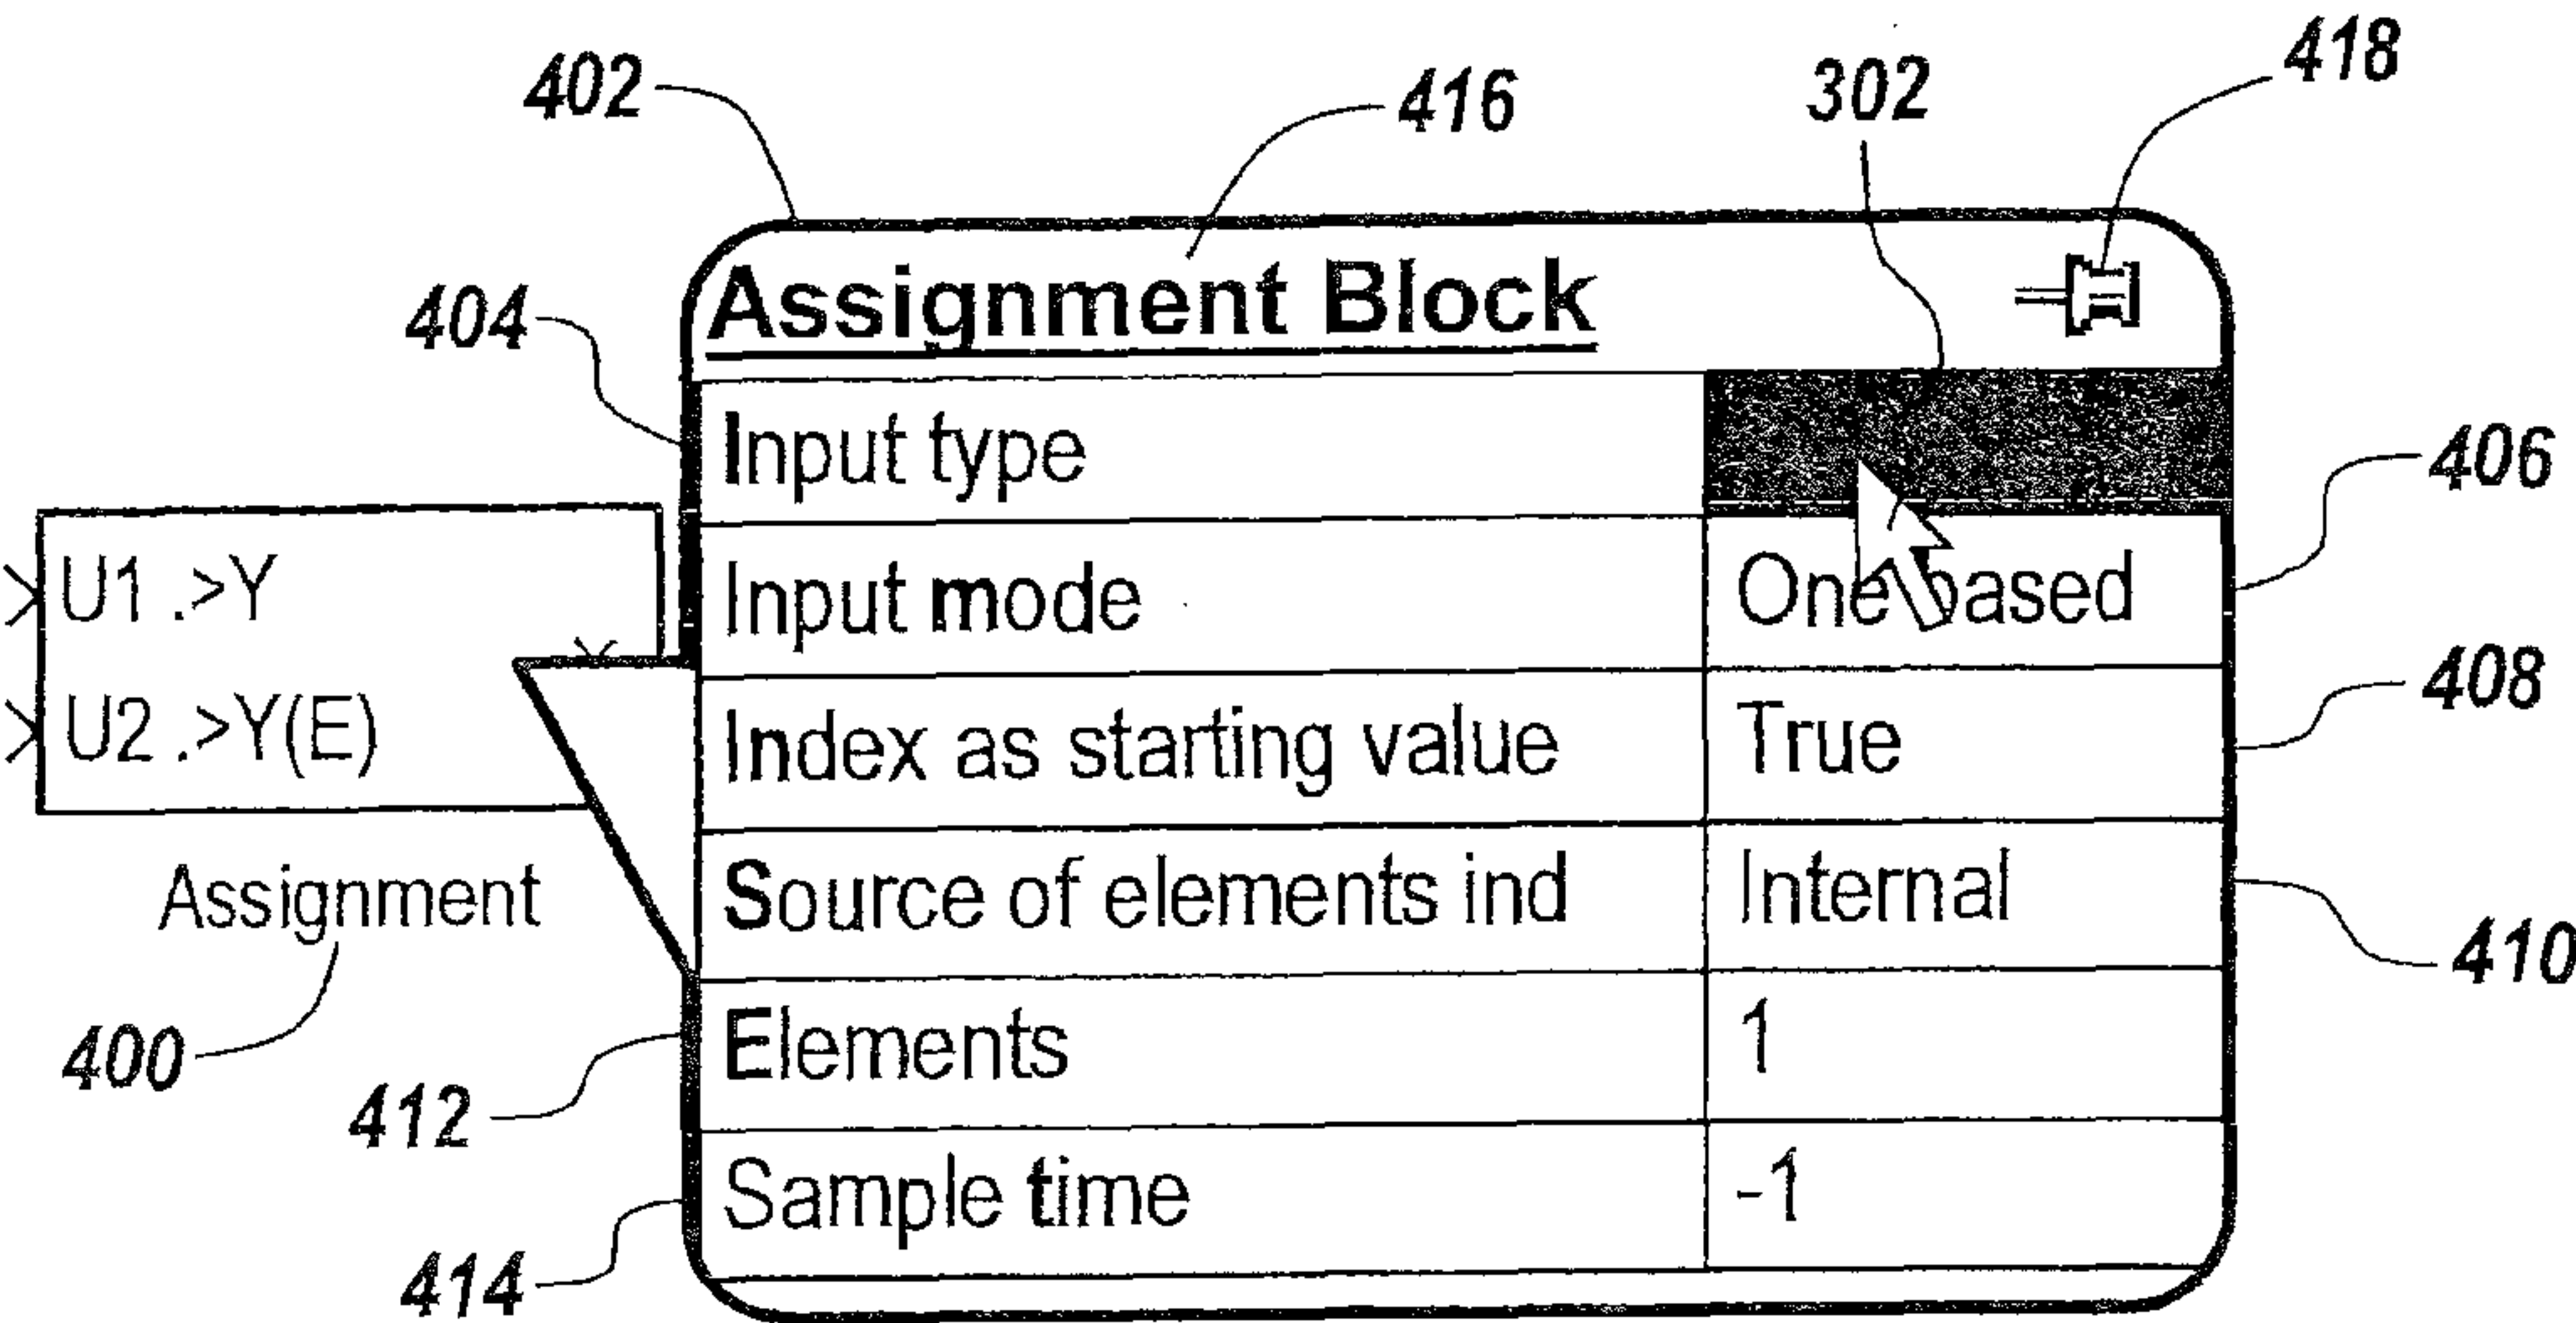 402
416
302
418
Assignment Block
404
Input type
406
U1 .>Y
Input mode
One based
408
U2 .>Y(E)
Index as starting value
True
Assignment
Source of elements ind
Internal
410
400
Elements
1
412
Sample time
-1
414